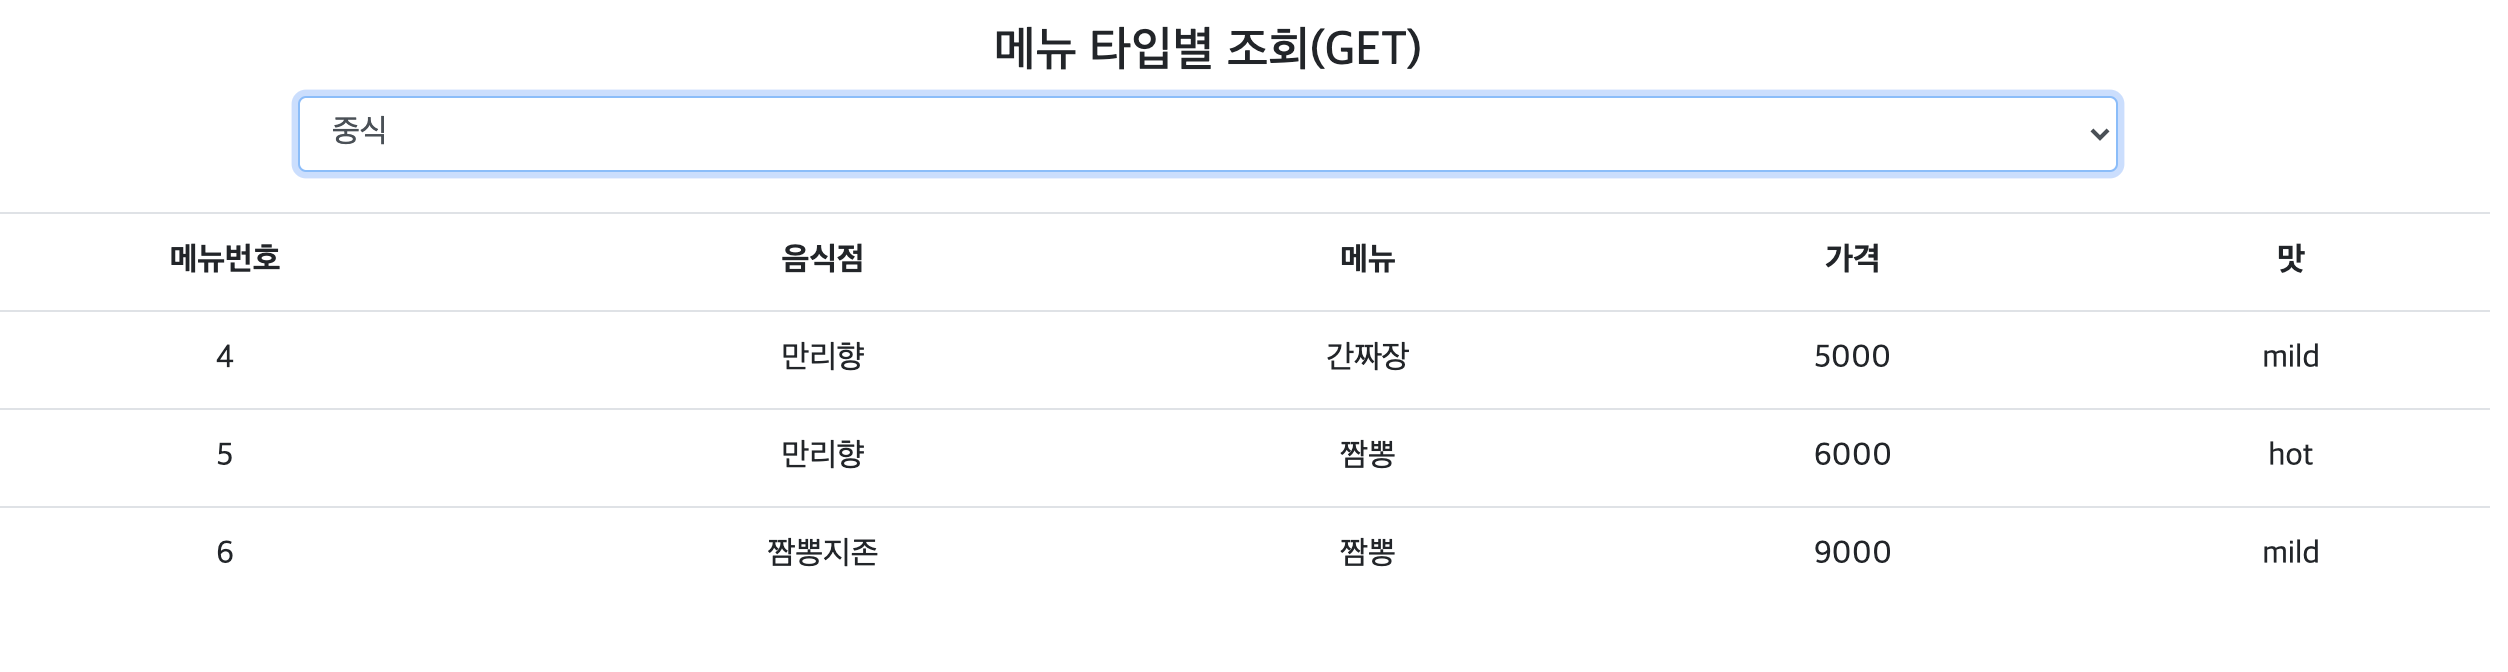 메뉴 타입별 조회(GET)
중식
메뉴번호 음식점 메뉴 가격 맛
4 만리향 간짜장 5000 mild
5 만리향 짬뽕 6000 hot
6 짬뽕지존 짬뽕 9000 mild